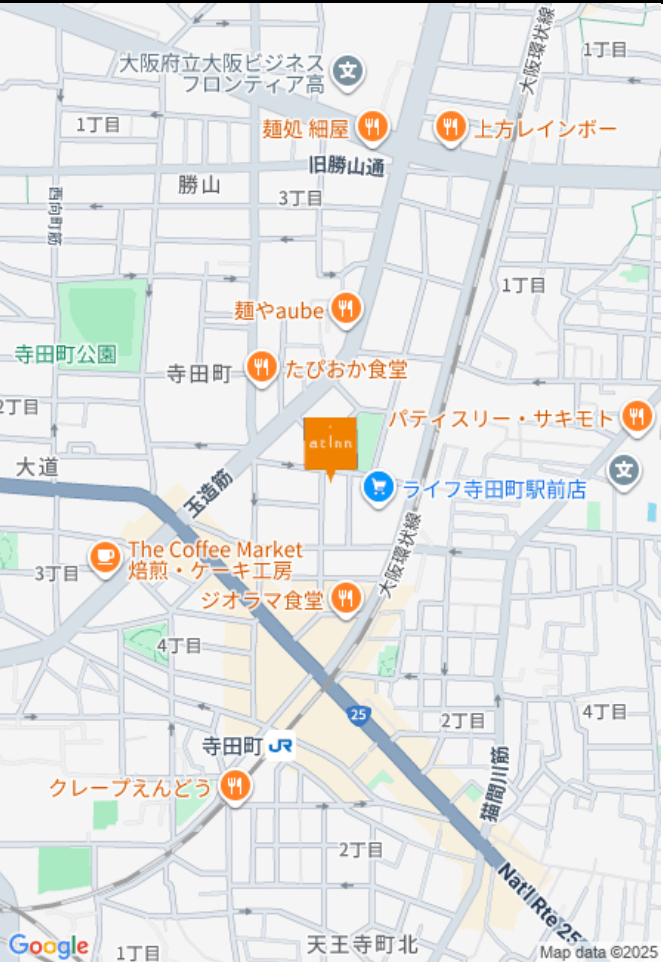 大阪環状線
1丁目
大阪府立大阪ビジネス
フロンティア高
1丁目
麺処 細屋
上方レインボー
旧勝山通
勝山
3丁目
西向町筋
1丁目
麺やaube
寺田町公園
寺田町
たぴおか食堂
2丁目
パティスリー・サキモト
atinn
大道
玉造筋
ライフ寺田町駅前店
大阪環状線
The Coffee Market
焙煎・ケーキ工房
3丁目
ジオラマ食堂
4丁目
25
2丁目
4丁目
寺田町
JR
クレープえんどう
猫間川筋
2丁目
Nat'l Rte 25
天王寺町北
1丁目
Google
Map data ©2025